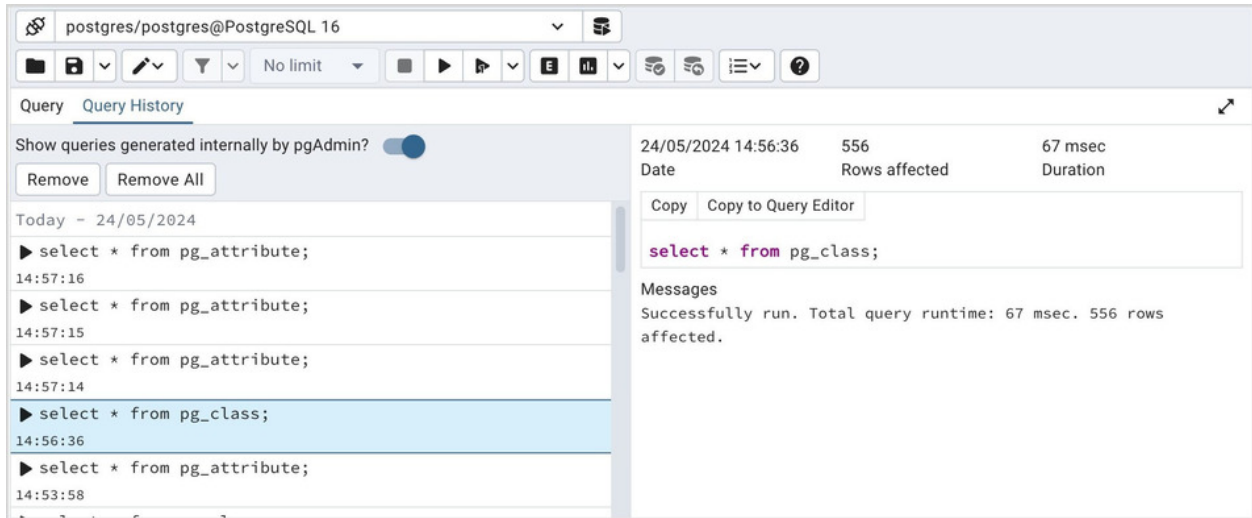 postgres/postgres@PostgreSQL 16
No limit
E
Query Query History
Show queries generated internally by pgAdmin?
Remove Remove All
Today - 24/05/2024
select * from pg_attribute;
14:57:16
select * from pg_attribute;
14:57:15
select * from pg_attribute;
14:57:14
select * from pg_class;
14:56:36
select * from pg_attribute;
14:53:58
24/05/2024 14:56:36 556 67 msec
Date Rows affected Duration
Copy Copy to Query Editor
select * from pg_class;
Messages
Successfully run. Total query runtime: 67 msec. 556 rows
affected.